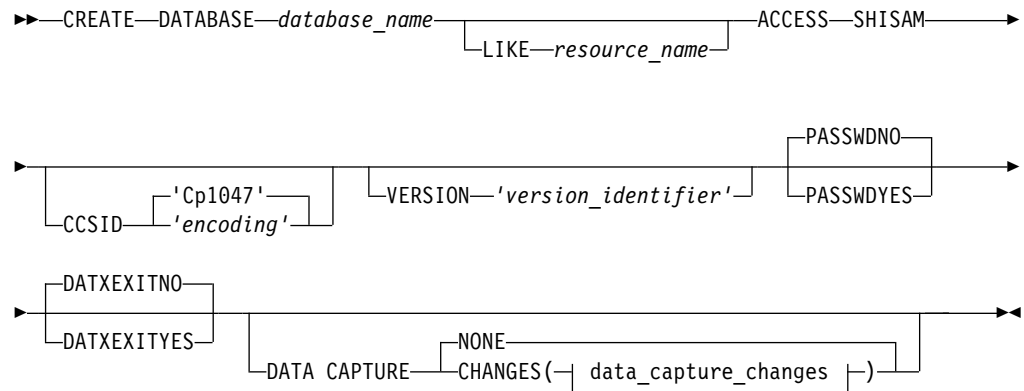 CREATE DATABASE database_name LIKE resource_name ACCESS SHISAM
CCSID 'Cp1047' 'encoding' VERSION 'version_identifier' PASSWDNO PASSWDYES
DATXEXITNO DATXEXITYES DATA CAPTURE NONE CHANGES( data_capture_changes )